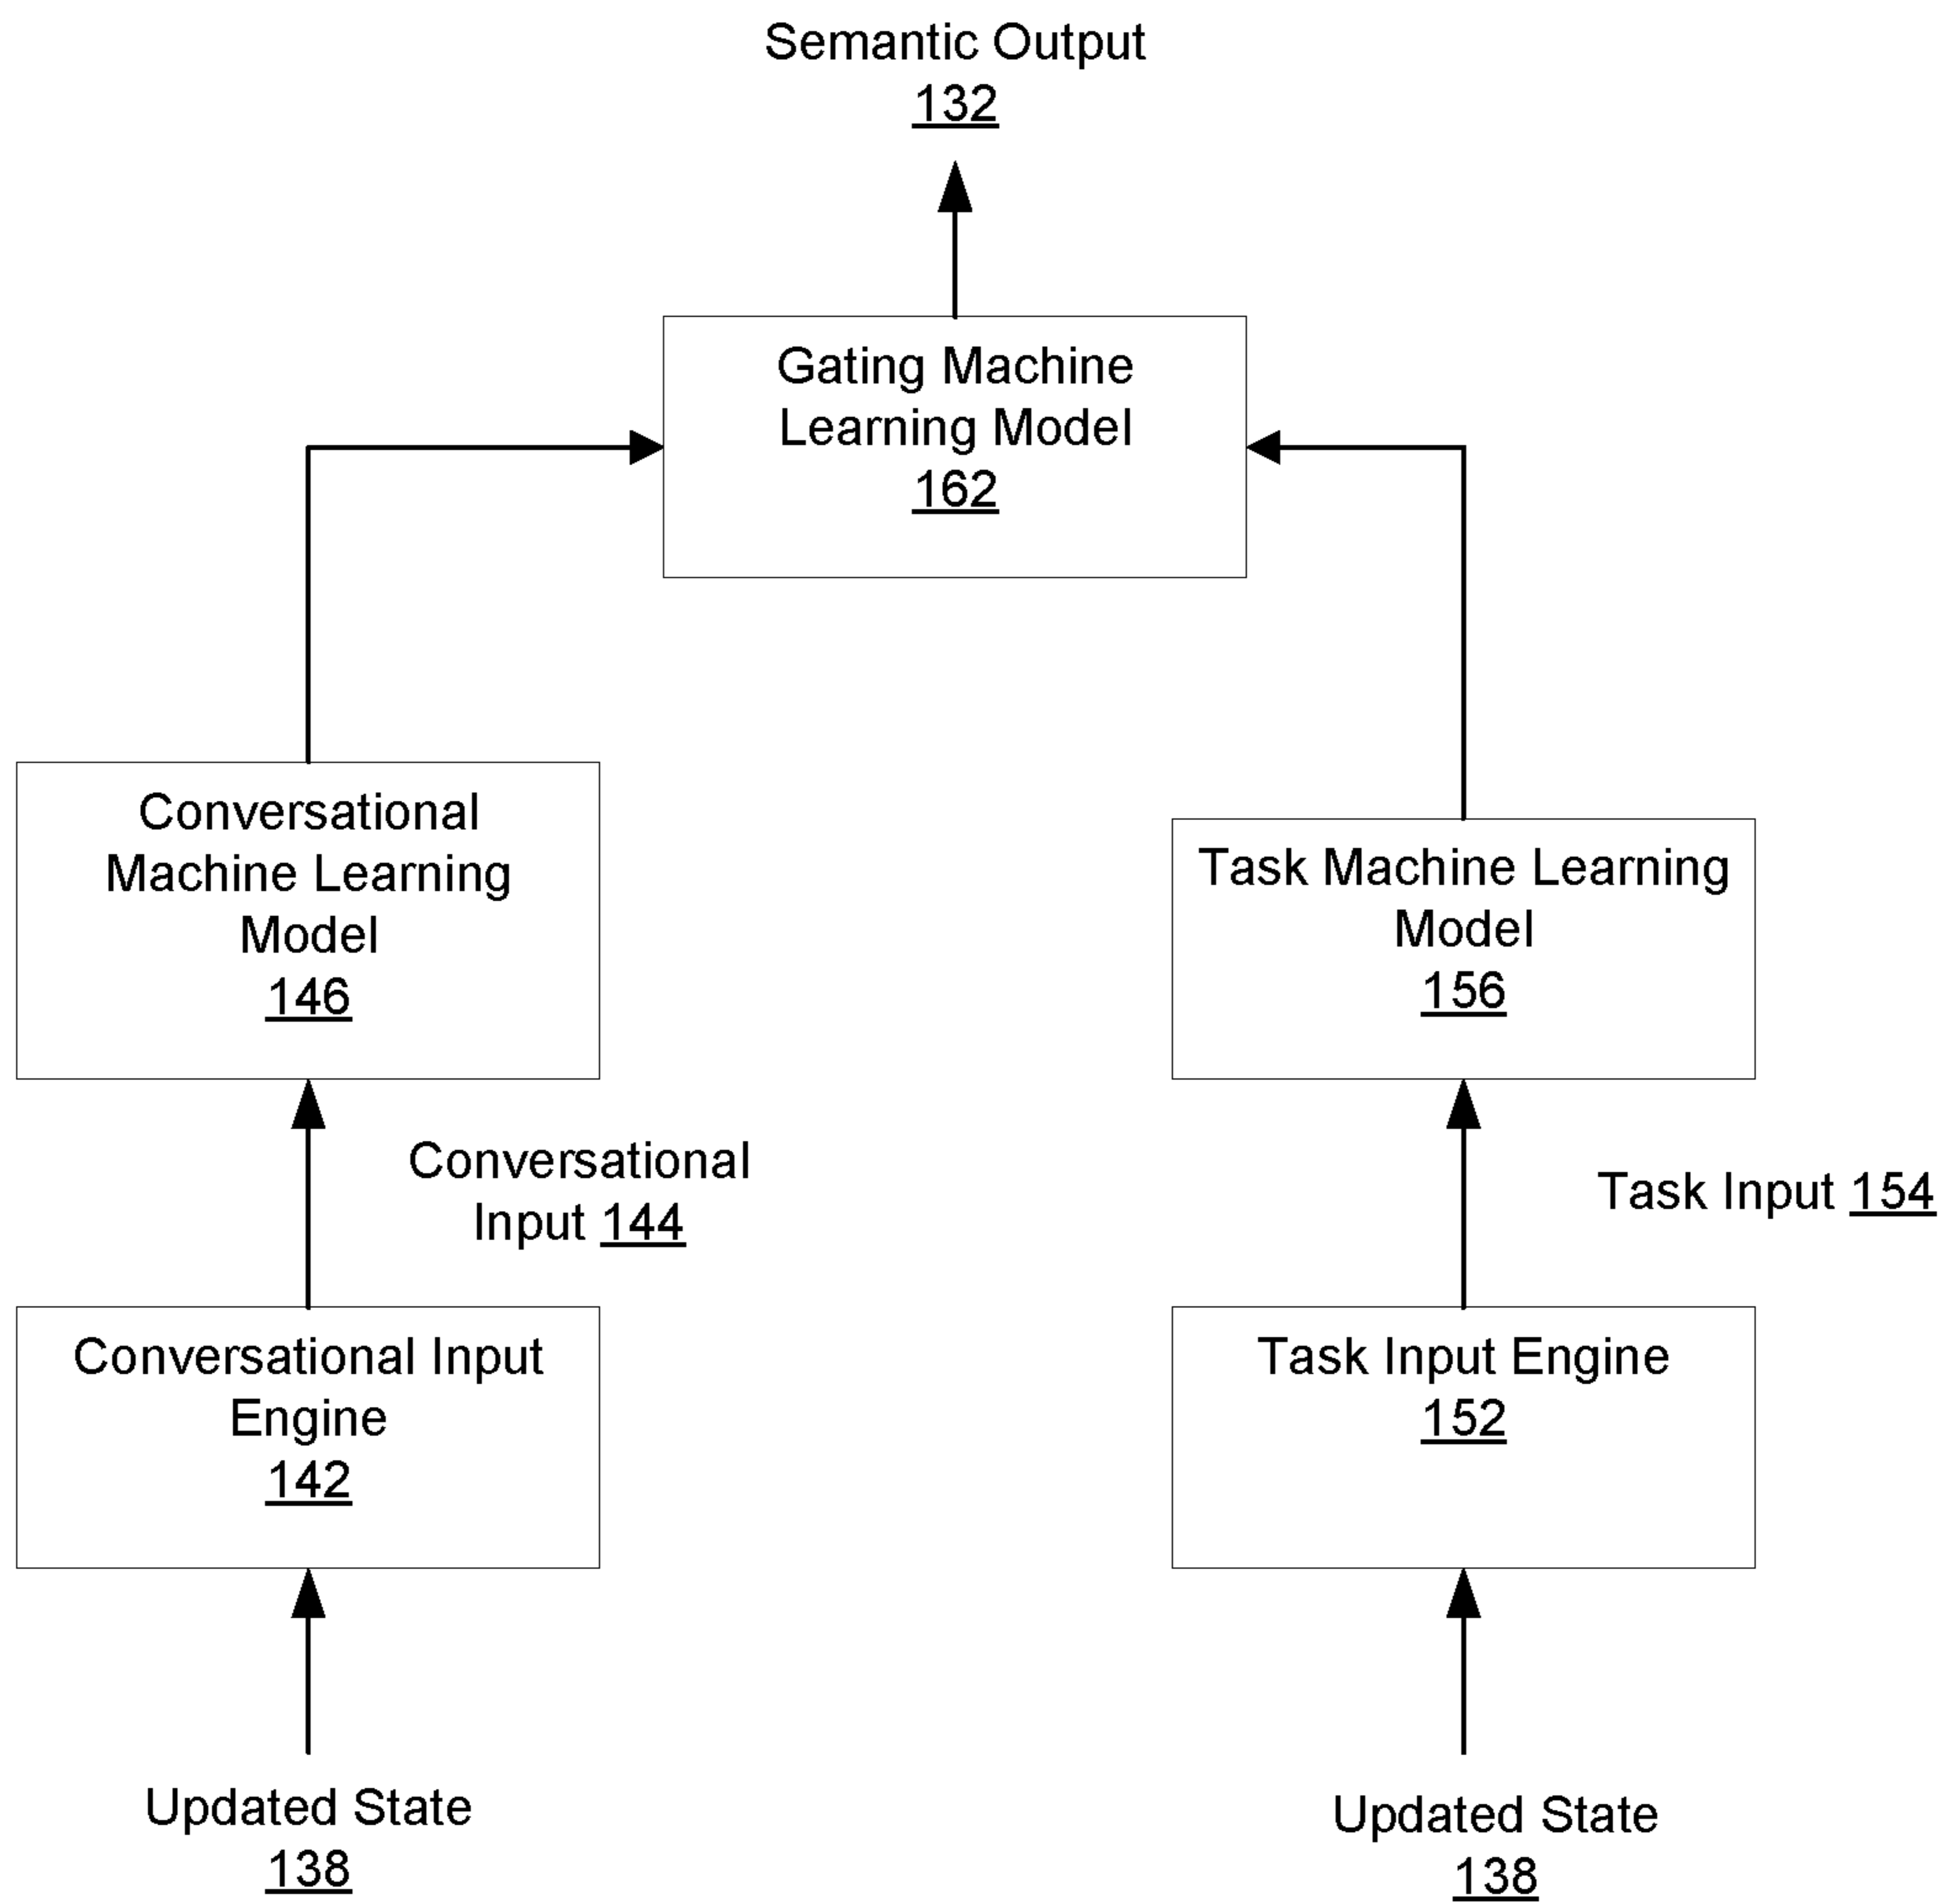 Semantic Output
132
Gating Machine
Learning Model
162
Conversational
Machine Learning
Model
146
Task Machine Learning
Model
156
Conversational
Input 144
Task Input 154
Conversational Input
Engine
142
Task Input Engine
152
Updated State
138
Updated State
138